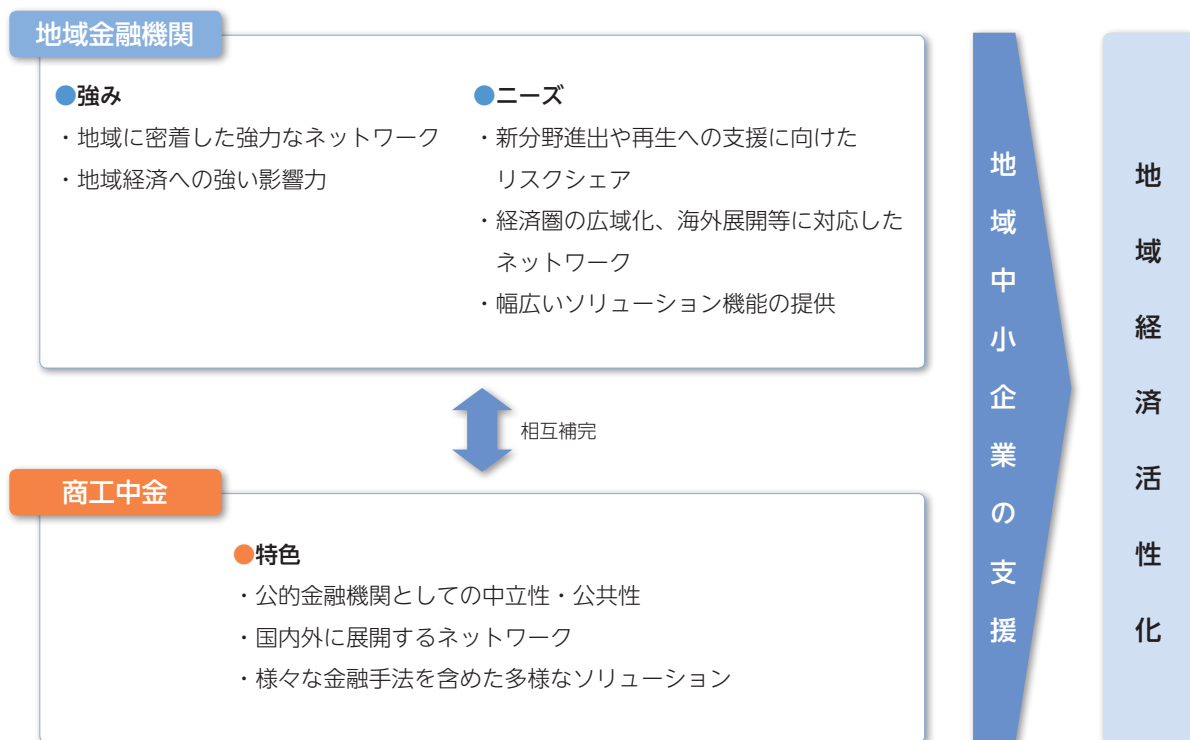 地域金融機関
●強み
・地域に密着した強力なネットワーク
・地域経済への強い影響力
●ニーズ
・新分野進出や再生への支援に向けた
リスクシェア
・経済圏の広域化、海外展開等に対応した
ネットワーク
・幅広いソリューション機能の提供
相互補完
商工中金
●特色
・公的金融機関としての中立性・公共性
・国内外に展開するネットワーク
・様々な金融手法を含めた多様なソリューション
地域中小企業の支援
地域経済活性化